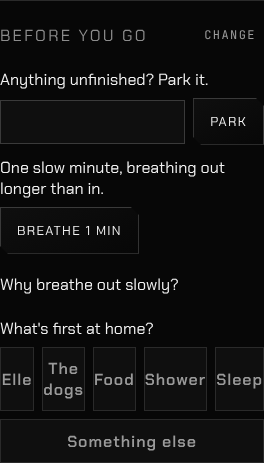 BEFORE YOU GO CHANGE
Anything unfinished? Park it.
PARK
One slow minute, breathing out
longer than in.
BREATHE 1 MIN
Why breathe out slowly?
What's first at home?
Elle The dogs Food Shower Sleep
Something else